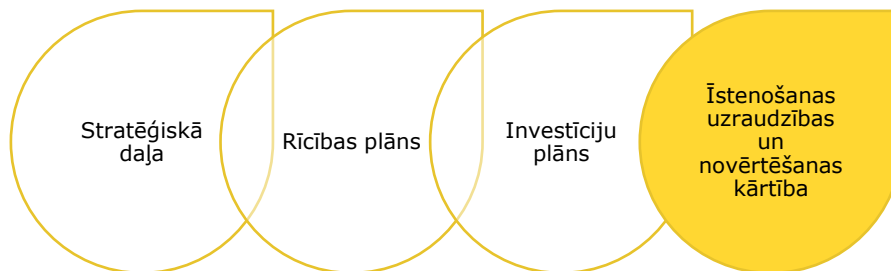 Stratēģiskā
daļa
Rīcības plāns
Investīciju
plāns
Īstenošanas
uzraudzības
un
novērtēšanas
kārtība